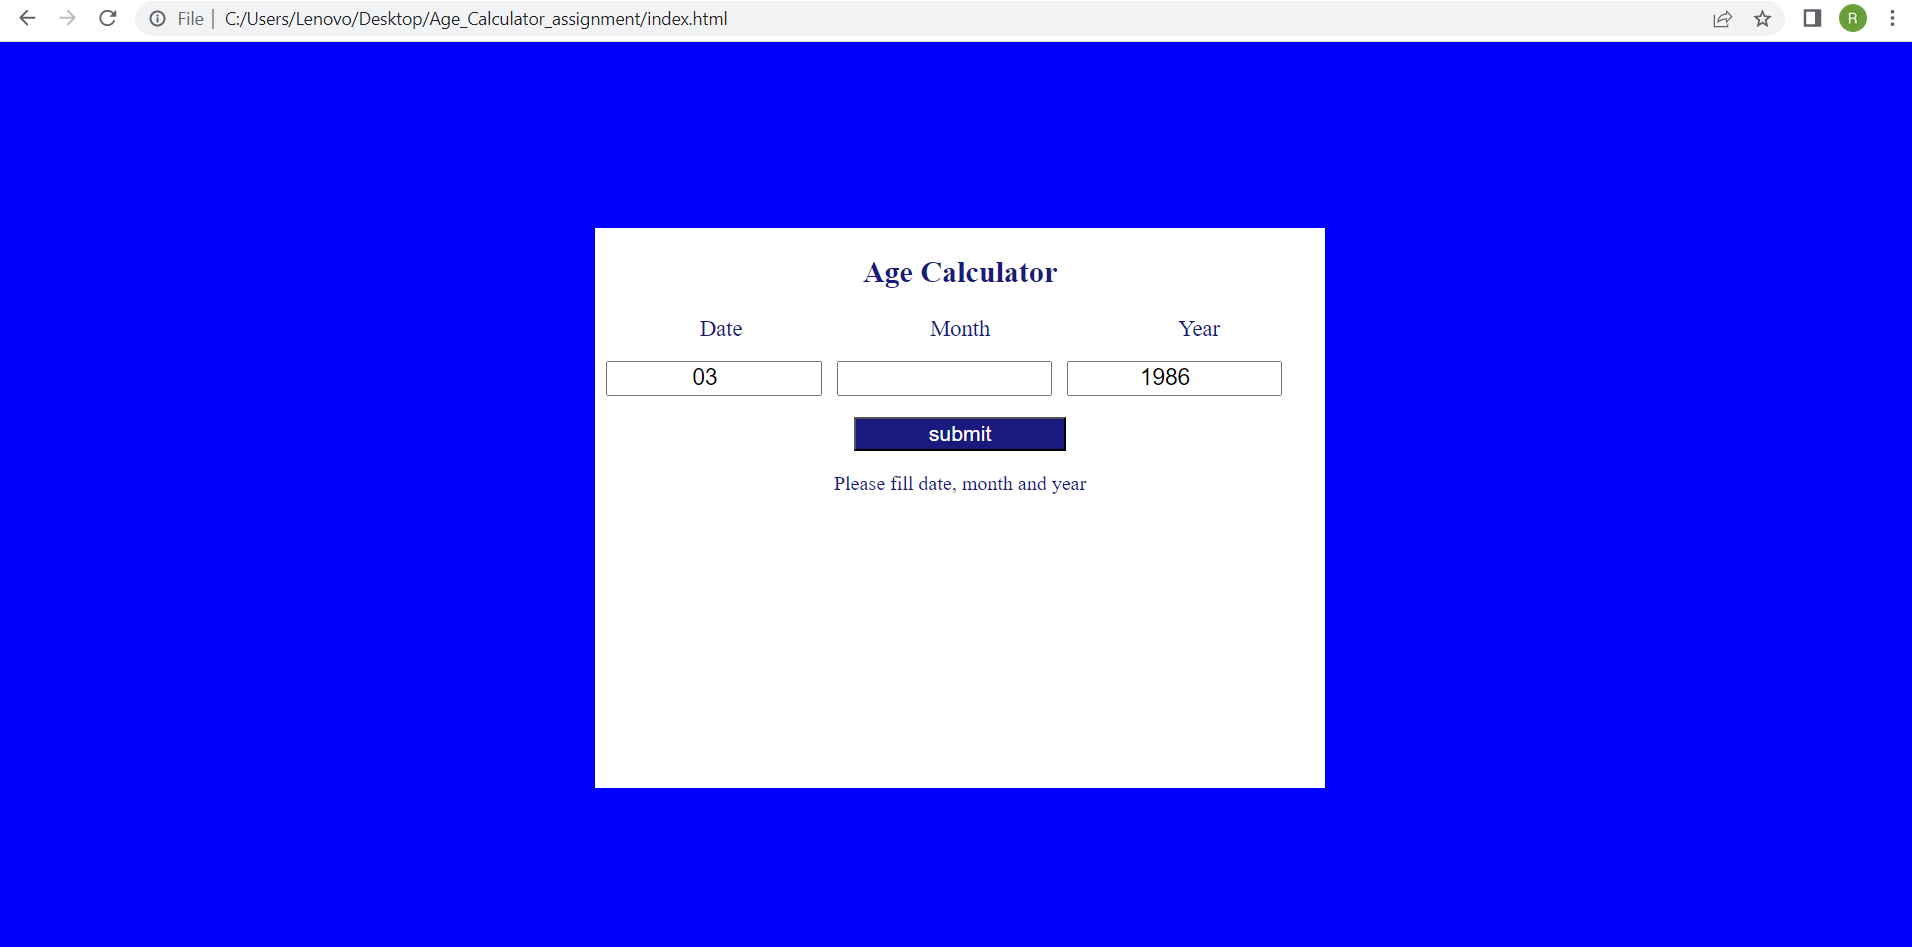 File | C:/Users/Lenovo/Desktop/Age_Calculator_assignment/index.html R
Age Calculator
Date Month Year
03 1986
submit
Please fill date, month and year